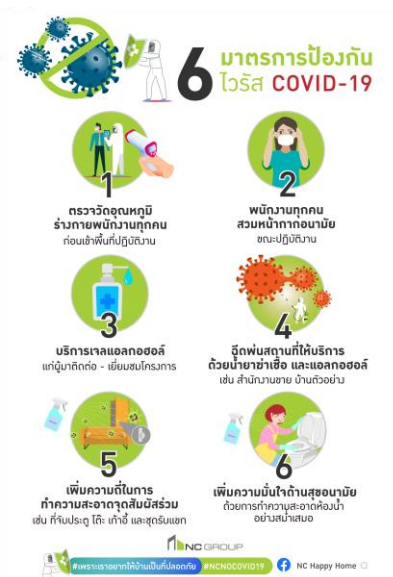 6 มาตรการป้องกัน
ไวรัส COVID-19
1
ตรวจวัดอุณหภูมิ
ร่างกายพนักงานทุกคน
ก่อนเข้าพื้นที่ปฏิบัติงาน
2
พนักงานทุกคน
สวมหน้ากากอนามัย
ขณะปฏิบัติงาน
3
บริการเจลแอลกอฮอล์
แก่ผู้มาติดต่อ - เยี่ยมชมโครงการ
4
ฉีดพ่นสถานที่ให้บริการ
ด้วยน้ำยาฆ่าเชื้อ และแอลกอฮอล์
เช่น สำนักงานขาย บ้านตัวอย่าง
5
เพิ่มความถี่ในการ
ทำความสะอาดจุดสัมผัสร่วม
เช่น ที่จับประตู โต๊ะ เก้าอี้ และชุดรับแขก
6
เพิ่มความมั่นใจด้านสุขอนามัย
ด้วยการทำความสะอาดห้องน้ำ
อย่างสม่ำเสมอ
NC GROUP
#เพราะเราอยากให้บ้านเป็นที่ปลอดภัย #NCNOCOVID19 NC Happy Home